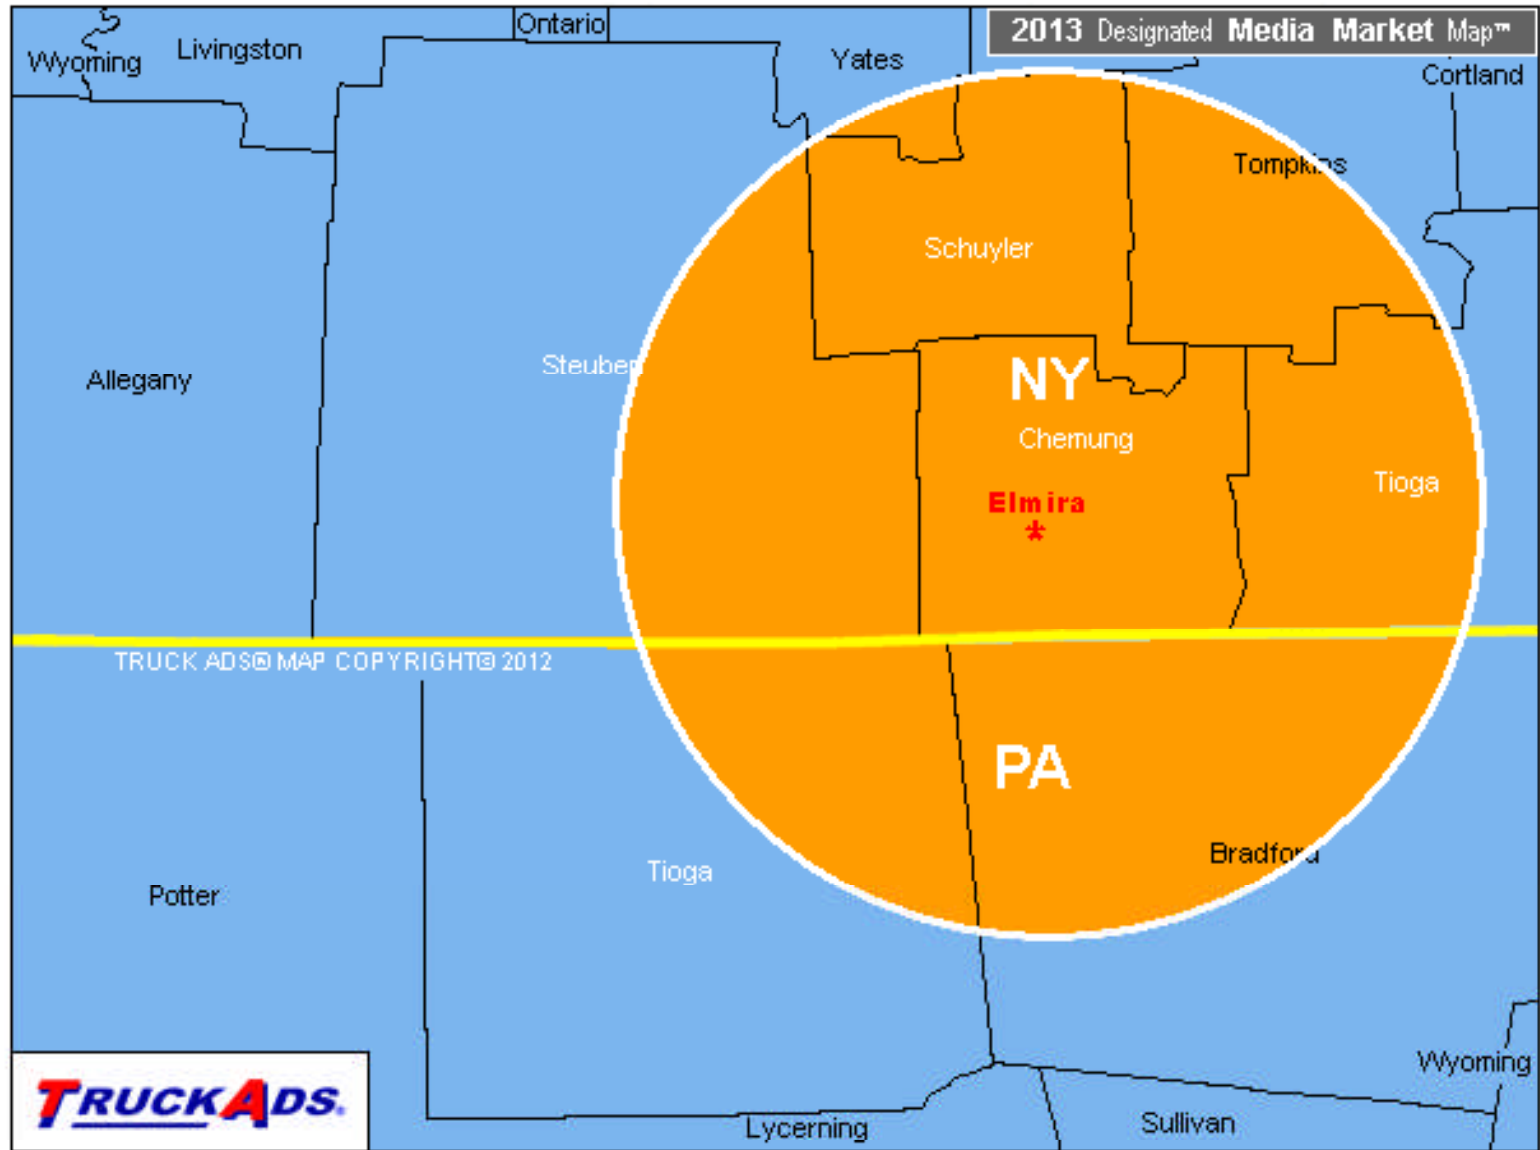 2013 Designated Media Market Map™
Ontario
Wyoming
Livingston
Yates
Cortland
Tompkins
Schuyler
Steuben
Allegany
NY
Chemung
Tioga
Elmira
*
TRUCK ADS® MAP COPYRIGHT© 2012
PA
Bradford
Tioga
Potter
Wyoming
TRUCKADS.
Lycerning
Sullivan